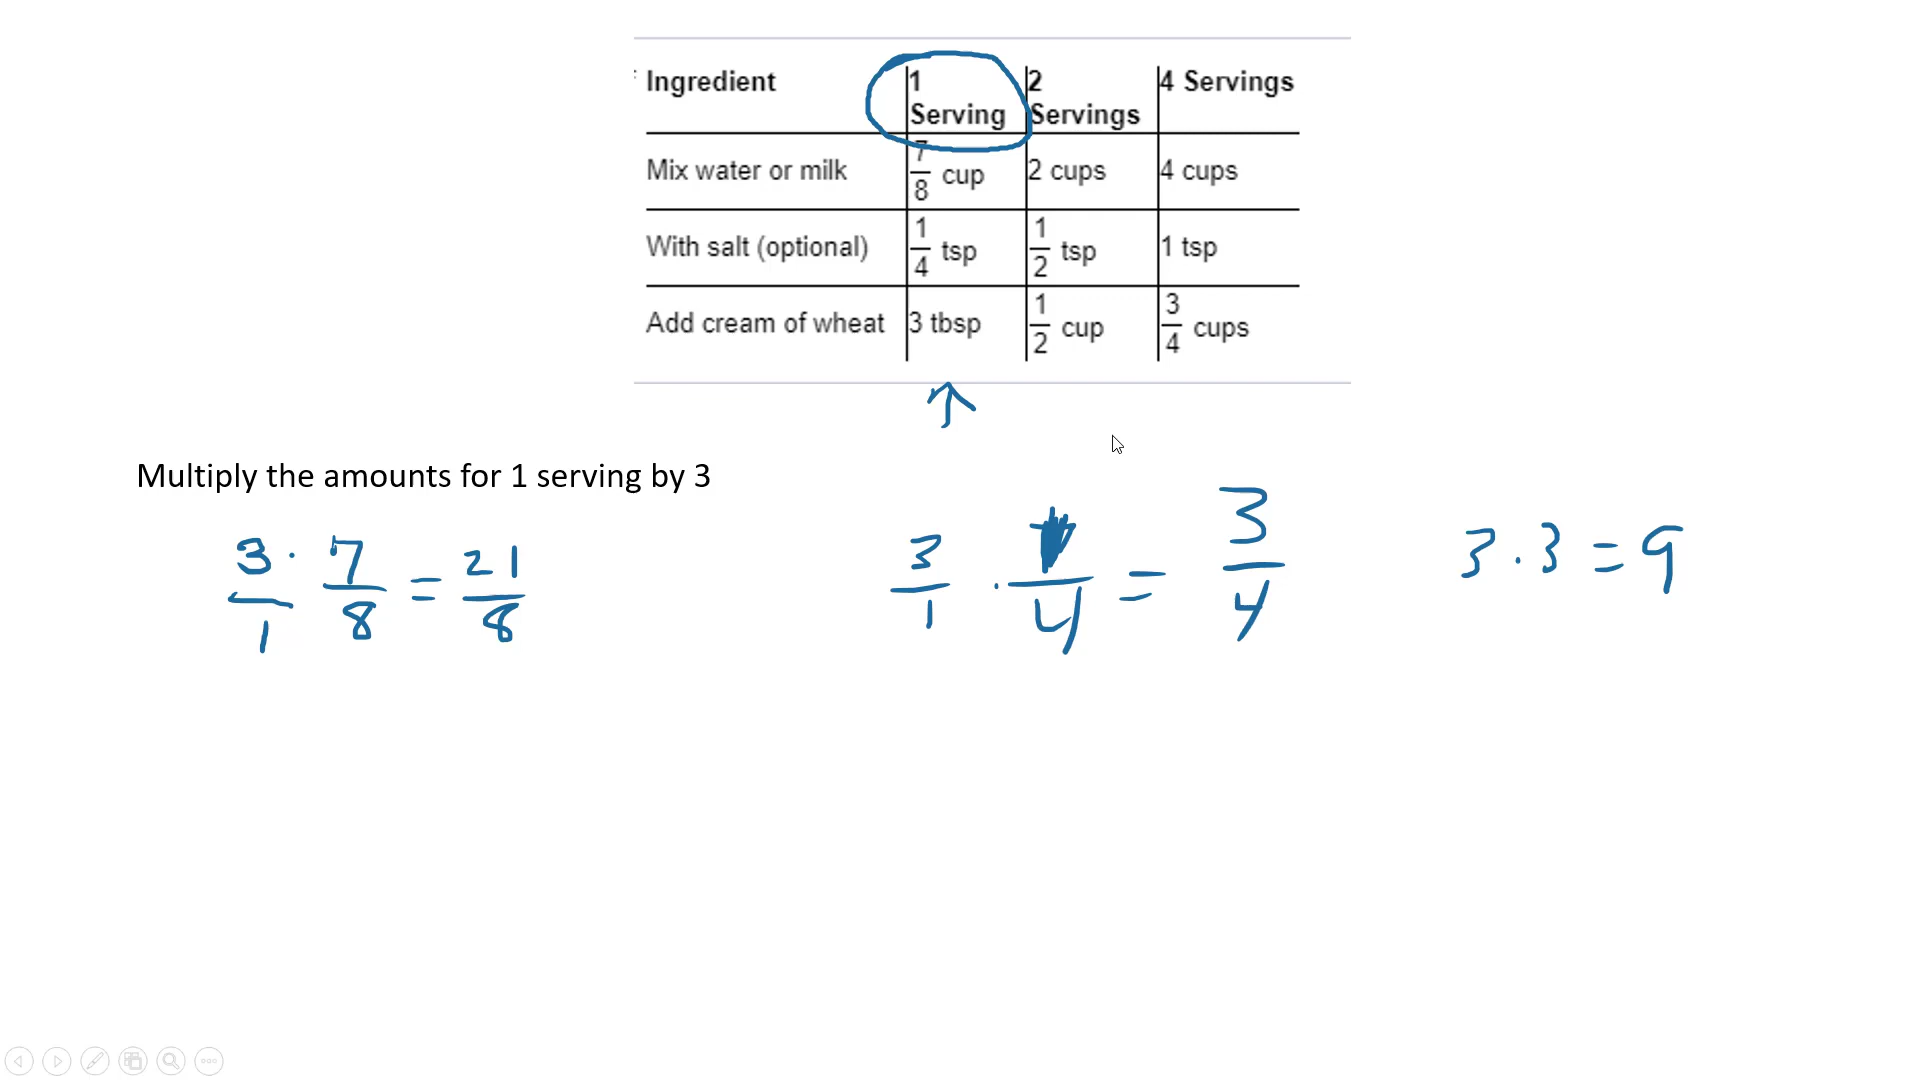 Ingredient 1 Serving 2 Servings 4 Servings
Mix water or milk 7/8 cup 2 cups 4 cups
With salt (optional) 1/4 tsp 1/2 tsp 1 tsp
Add cream of wheat 3 tbsp 1/2 cup 3/4 cups
Multiply the amounts for 1 serving by 3
3/1 · 7/8 = 21/8
3/1 · 1/4 = 3/4
3 · 3 = 9